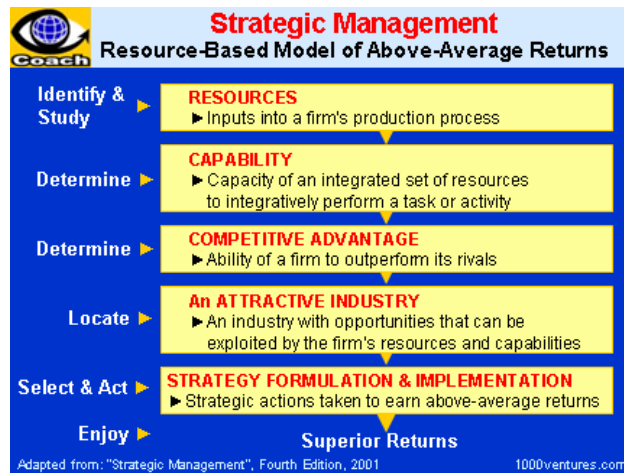 Coach
Strategic Management
Resource-Based Model of Above-Average Returns
Identify &
Study
RESOURCES
►Inputs into a firm's production process
Determine ►
CAPABILITY
►Capacity of an integrated set of resources
to integratively perform a task or activity
Determine ►
COMPETITIVE ADVANTAGE
►Ability of a firm to outperform its rivals
Locate ►
An ATTRACTIVE INDUSTRY
►An industry with opportunities that can be
exploited by the firm's resources and capabilities
Select & Act ►
STRATEGY FORMULATION & IMPLEMENTATION
►Strategic actions taken to earn above-average returns
Enjoy ►
Superior Returns
Adapted from: "Strategic Management", Fourth Edition, 2001
1000ventures.com